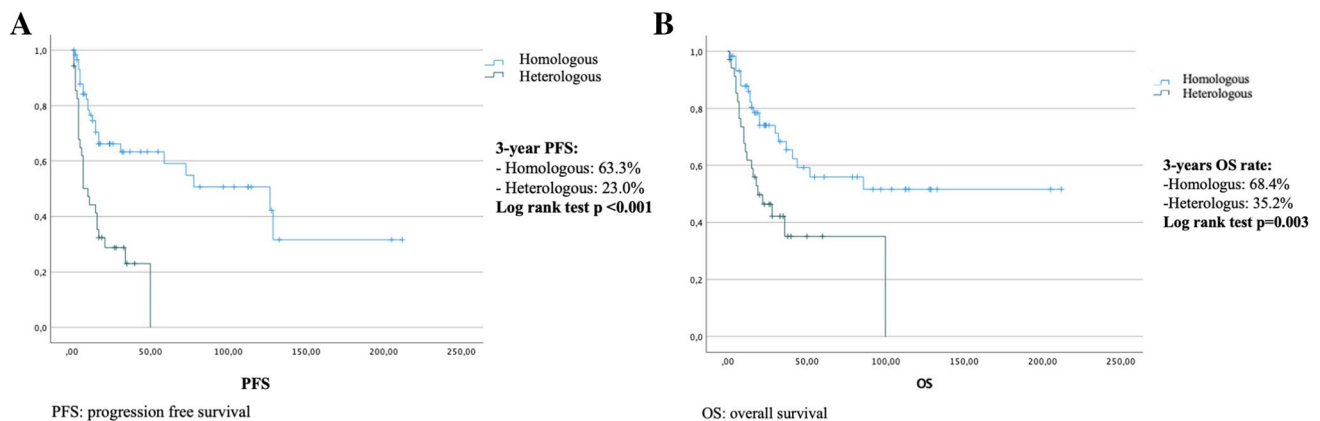 A
1,0
0,8
0,6
0,4
0,2
0,0
,00 50,00 100,00 150,00 200,00 250,00
PFS
PFS: progression free survival
Homologous
Heterologous
3-year PFS:
- Homologous: 63.3%
- Heterologous: 23.0%
Log rank test p <0.001
B
1,0
0,8
0,6
0,4
0,2
0,0
,00 50,00 100,00 150,00 200,00 250,00
OS
OS: overall survival
Homologous
Heterologous
3-years OS rate:
-Homologus: 68.4%
-Heterologus: 35.2%
Log rank test p=0.003